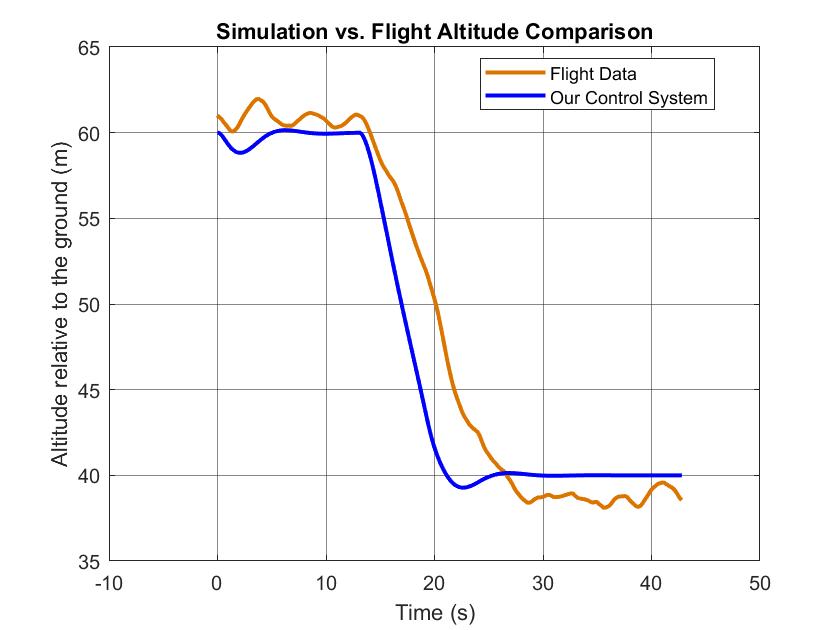 Simulation vs. Flight Altitude Comparison
Flight Data
Our Control System
Altitude relative to the ground (m)
65
60
55
50
45
40
35
-10
0
10
20
30
40
50
Time (s)